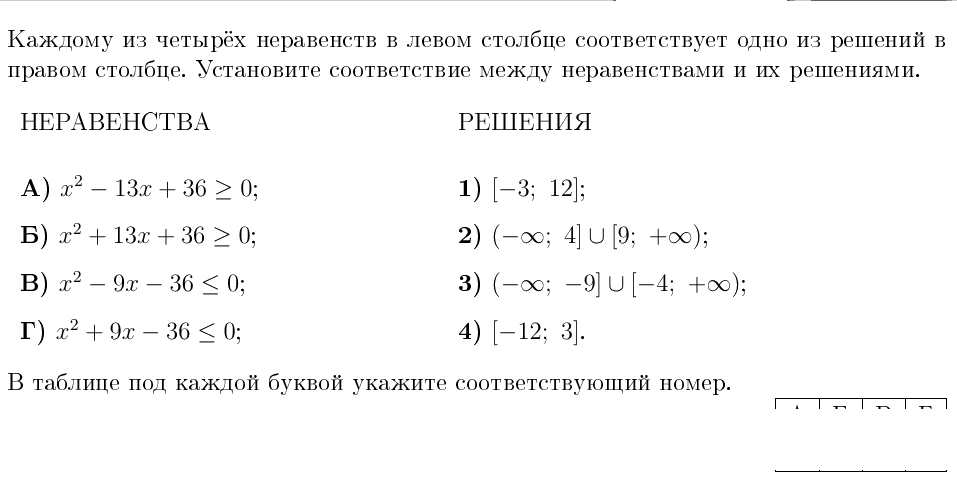 Каждому из четырёх неравенств в левом столбце соответствует одно из решений в
правом столбце. Установите соответствие между неравенствами и их решениями.
НЕРАВЕНСТВА РЕШЕНИЯ
А) x² − 13x + 36 ≥ 0; 1) [−3; 12];
Б) x² + 13x + 36 ≥ 0; 2) (−∞; 4] ∪ [9; +∞);
В) x² − 9x − 36 ≤ 0; 3) (−∞; −9] ∪ [−4; +∞);
Г) x² + 9x − 36 ≤ 0; 4) [−12; 3].
В таблице под каждой буквой укажите соответствующий номер.